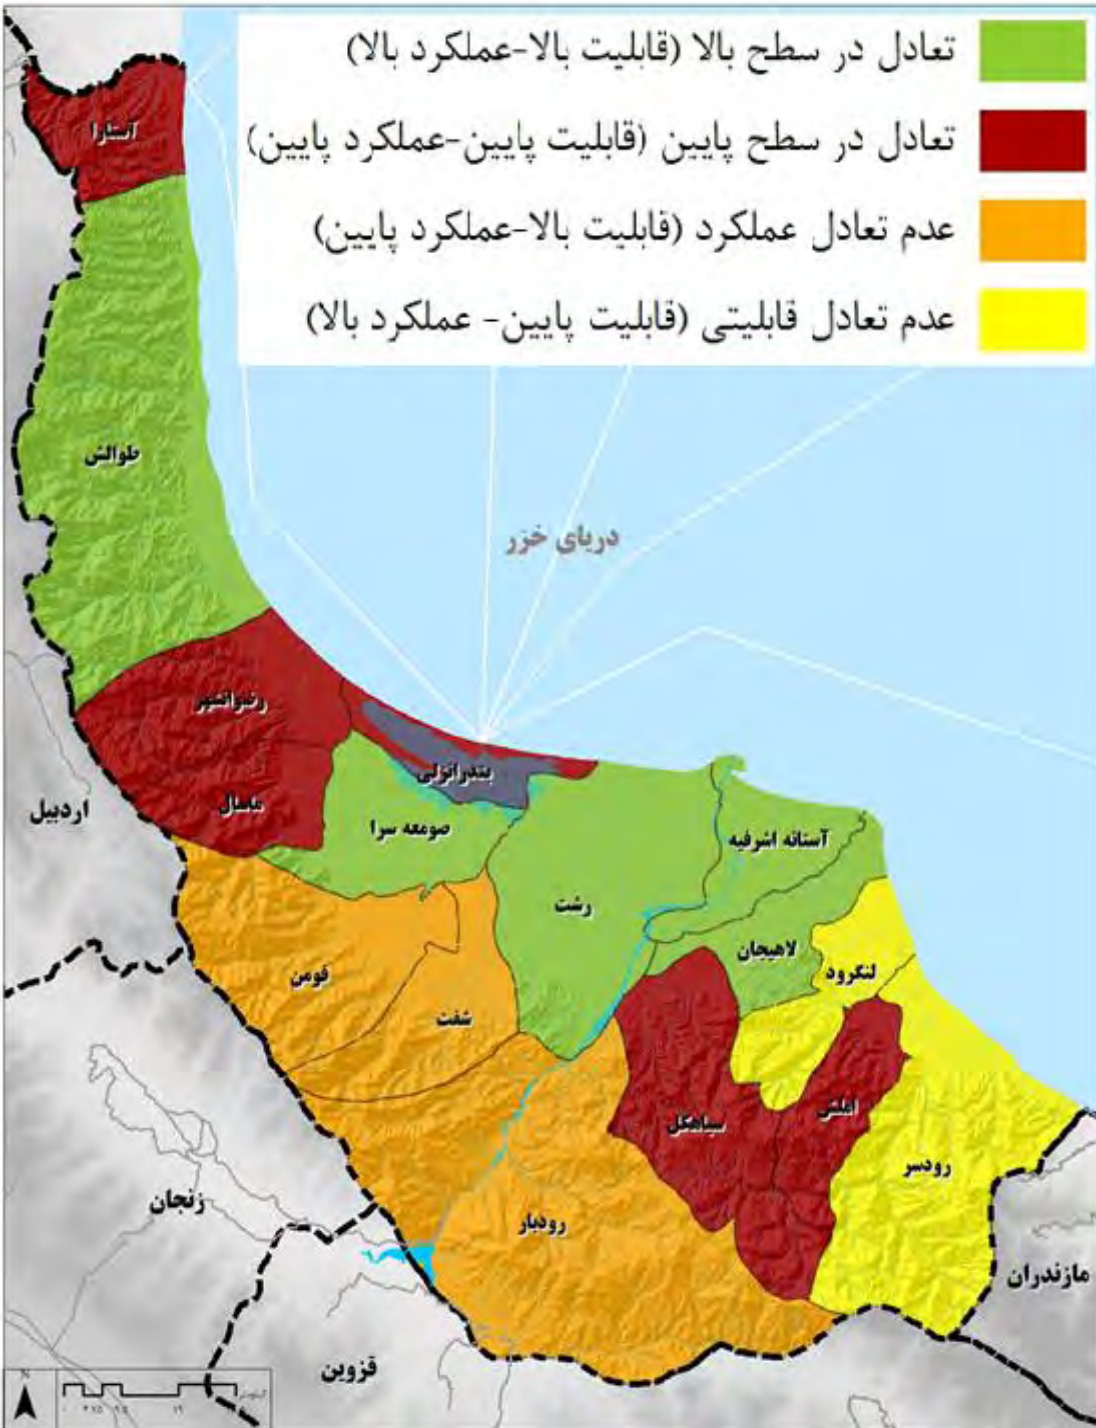 تعادل در سطح بالا (قابلیت بالا-عملکرد بالا)
تعادل در سطح پایین (قابلیت پایین-عملکرد پایین)
عدم تعادل عملکرد (قابلیت بالا-عملکرد پایین)
عدم تعادل قابلیتی (قابلیت پایین- عملکرد بالا)
آستارا
طوالش
دریای خزر
رضوانشهر
بندرانزلی
ماسال
اردبیل
صومعه سرا
آستانه اشرفیه
رشت
لاهیجان
لنگرود
فومن
شفت
املش
سیاهکل
رودسر
زنجان
رودبار
مازندران
قزوین
N
کیلومتر